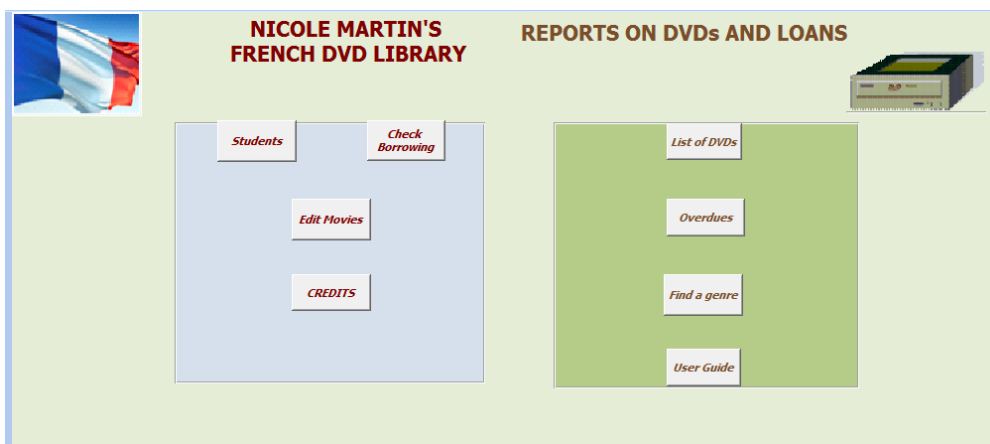 NICOLE MARTIN'S
FRENCH DVD LIBRARY
REPORTS ON DVDs AND LOANS
Students
Check
Borrowing
Edit Movies
CREDITS
List of DVDs
Overdues
Find a genre
User Guide